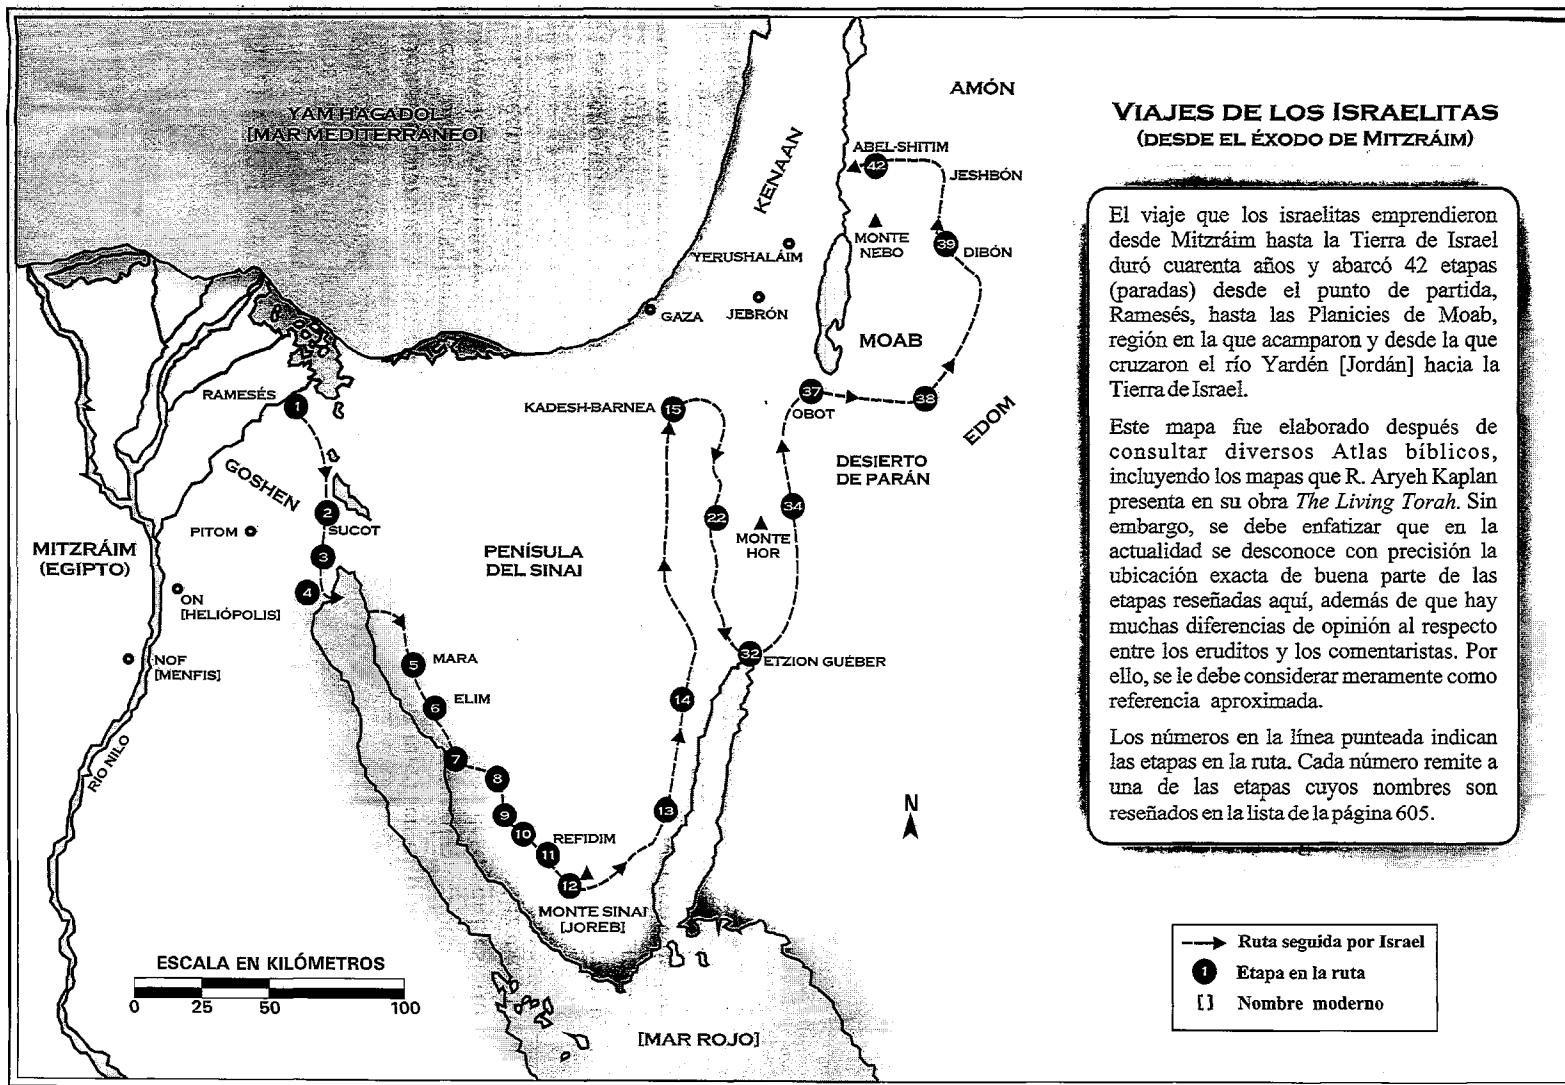 VIAJES DE LOS ISRAELITAS
(DESDE EL ÉXODO DE MITZRÁIM)
El viaje que los israelitas emprendieron
desde Mitzráim hasta la Tierra de Israel
duró cuarenta años y abarcó 42 etapas
(paradas) desde el punto de partida,
Ramesés, hasta las Planicies de Moab,
región en la que acamparon y desde la que
cruzaron el río Yardén [Jordán] hacia la
Tierra de Israel.
Este mapa fue elaborado después de
consultar diversos Atlas bíblicos,
incluyendo los mapas que R. Aryeh Kaplan
presenta en su obra The Living Torah. Sin
embargo, se debe enfatizar que en la
actualidad se desconoce con precisión la
ubicación exacta de buena parte de las
etapas reseñadas aquí, además de que hay
muchas diferencias de opinión al respecto
entre los eruditos y los comentaristas. Por
ello, se le debe considerar meramente como
referencia aproximada.
Los números en la línea punteada indican
las etapas en la ruta. Cada número remite a
una de las etapas cuyos nombres son
reseñados en la lista de la página 605.
Ruta seguida por Israel
1 Etapa en la ruta
[ ] Nombre moderno
YAM HAGADOL
[MAR MEDITERRÁNEO]
AMÓN
KENAAN
ABEL-SHITIM
42
JESHBÓN
MONTE
NEBO
39
DIBÓN
YERUSHALÁIM
JEBRÓN
GAZA
MOAB
RAMESÉS
1
KADESH-BARNEA
15
37
OBOT
38
EDOM
GOSHEN
DESIERTO
DE PARÁN
2
SUCOT
PITOM
22
34
MONTE
HOR
MITZRÁIM
(EGIPTO)
3
PENÍSULA
DEL SINAI
4
ON
[HELIÓPOLIS]
NOF
[MENFIS]
5
MARA
32
ETZION GUÉBER
6
ELIM
14
RÍO NILO
7
8
9
10
13
N
REFIDIM
11
12
MONTE SINAI
[JOREB]
ESCALA EN KILÓMETROS
0 25 50 100
[MAR ROJO]